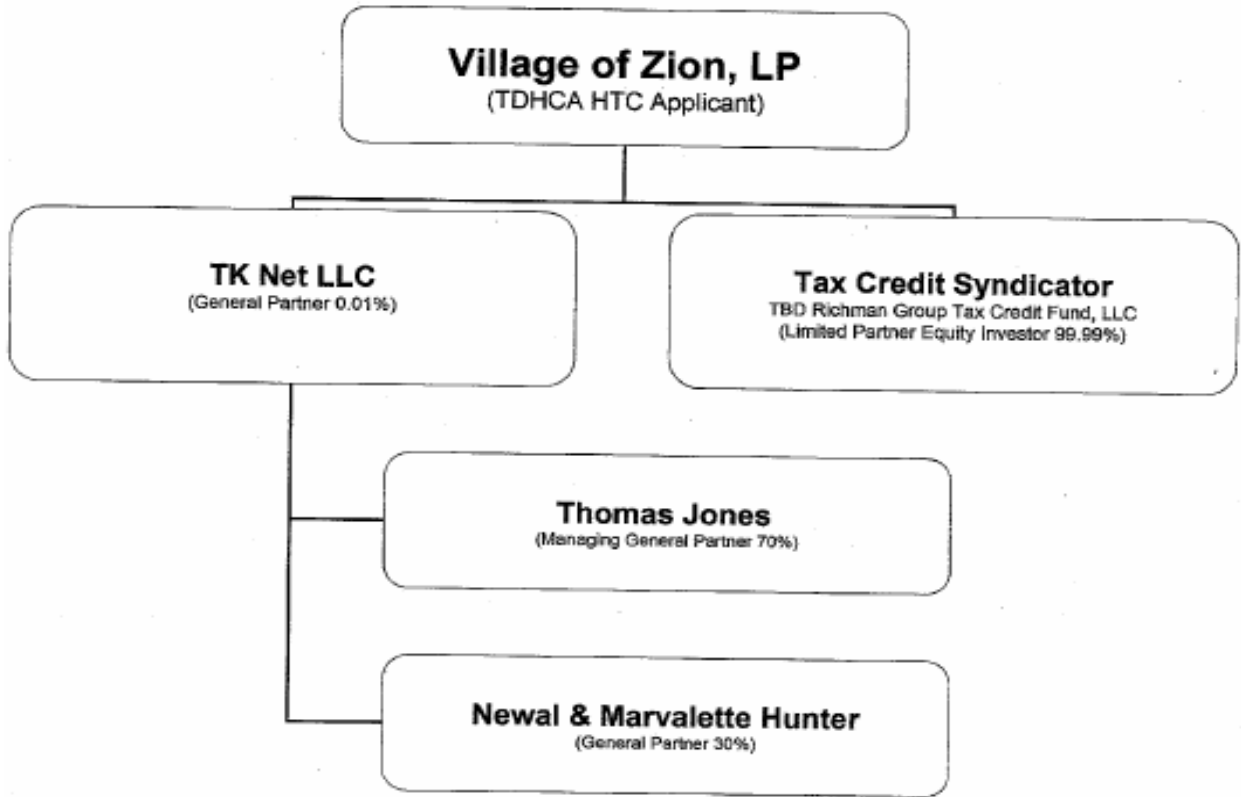 Village of Zion, LP
(TDHCA HTC Applicant)
TK Net LLC
(General Partner 0.01%)
Tax Credit Syndicator
TBD Richman Group Tax Credit Fund, LLC
(Limited Partner Equity Investor 99.99%)
Thomas Jones
(Managing General Partner 70%)
Newal & Marvalette Hunter
(General Partner 30%)